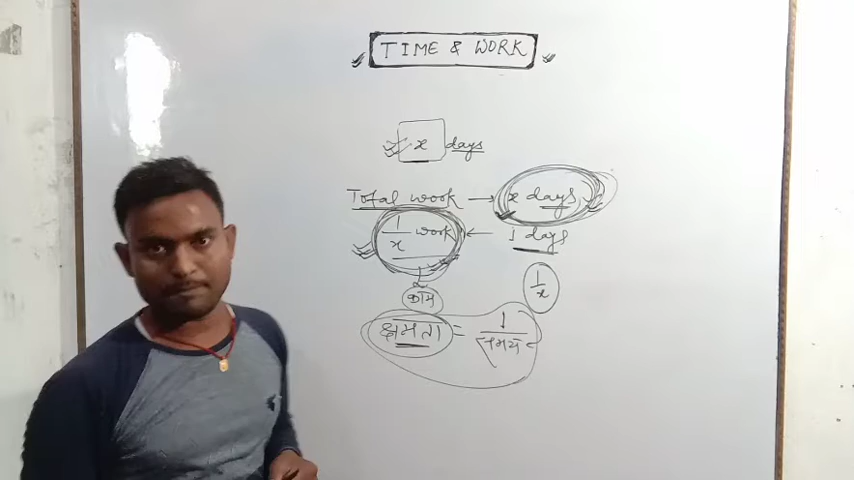 TIME & WORK
x days
Total work → x days
1/x work ← 1 days
1/x
काम
क्षमता = 1/समय